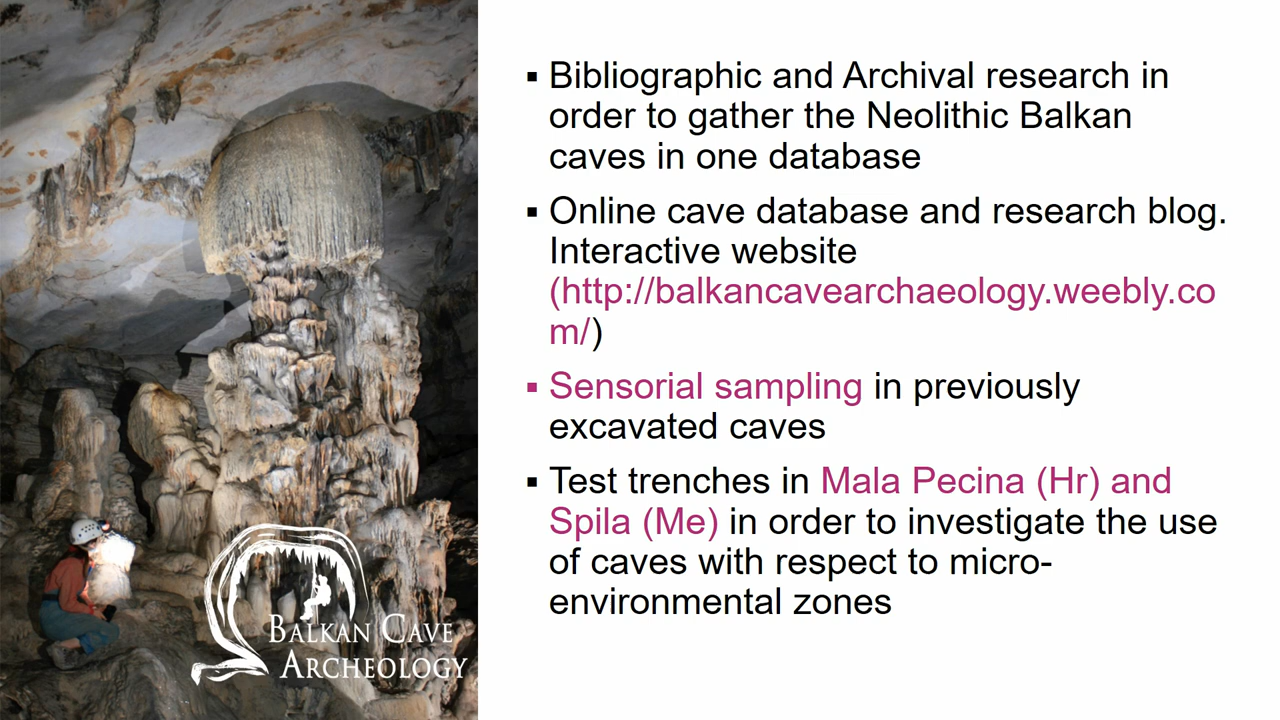 ▪ Bibliographic and Archival research in
order to gather the Neolithic Balkan
caves in one database
▪ Online cave database and research blog.
Interactive website
(http://balkancavearchaeology.weebly.co
m/)
▪ Sensorial sampling in previously
excavated caves
▪ Test trenches in Mala Pecina (Hr) and
Spila (Me) in order to investigate the use
of caves with respect to micro-
environmental zones
BALKAN CAVE
ARCHEOLOGY